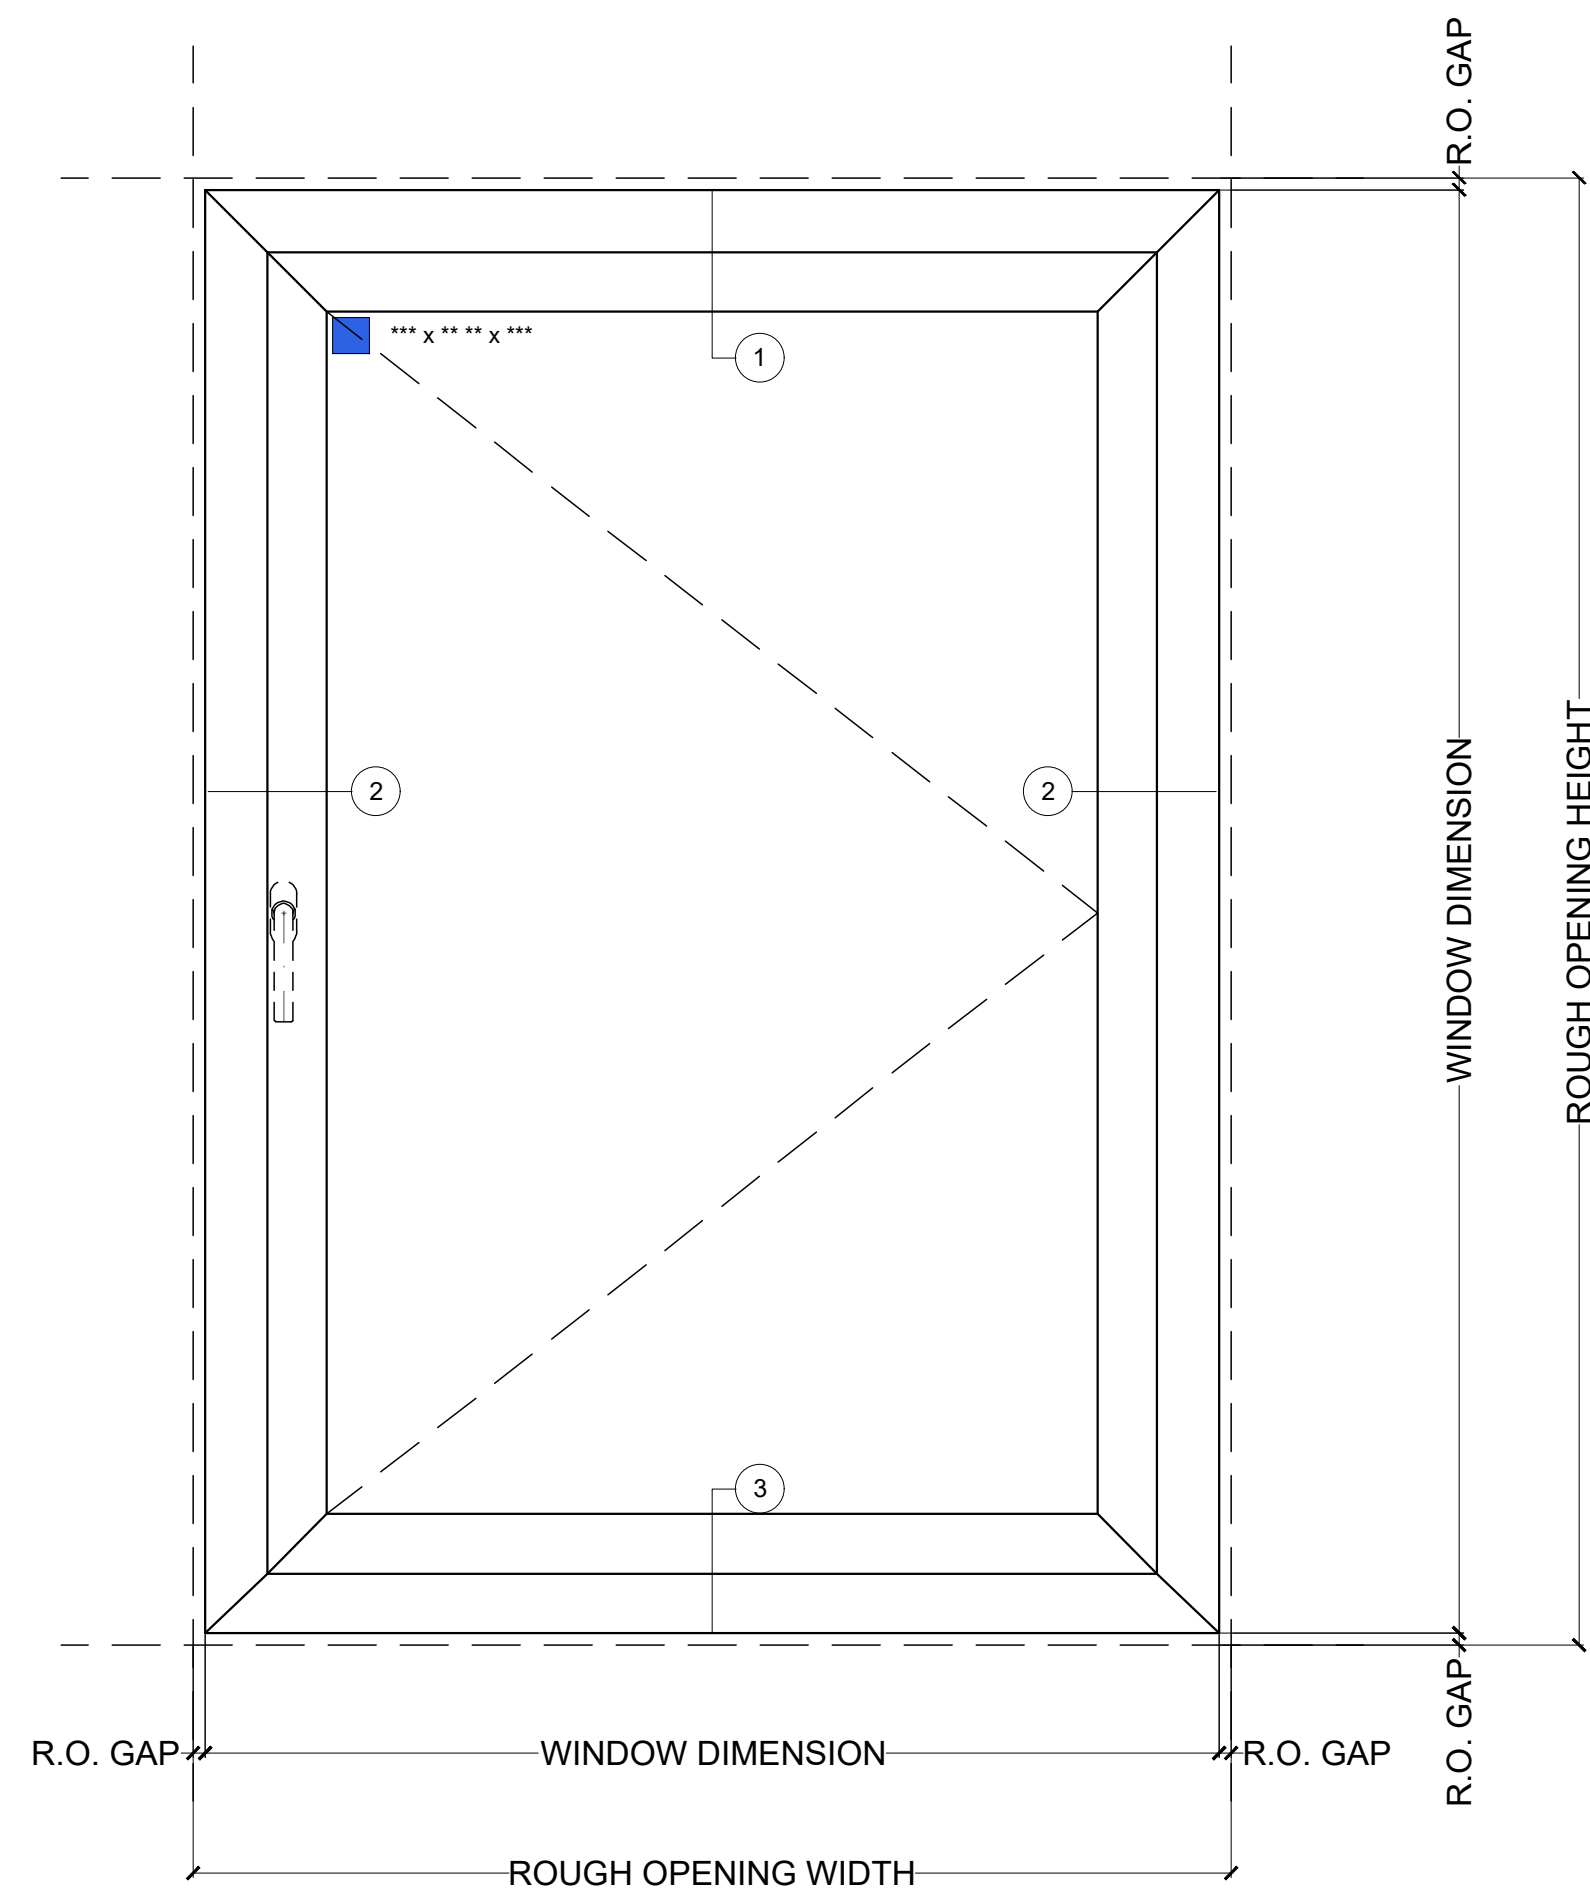 R.O. GAP
*** x ** ** x ***
1
2
2
WINDOW DIMENSION
ROUGH OPENING HEIGHT
3
R.O. GAP
R.O. GAP
WINDOW DIMENSION
R.O. GAP
ROUGH OPENING WIDTH